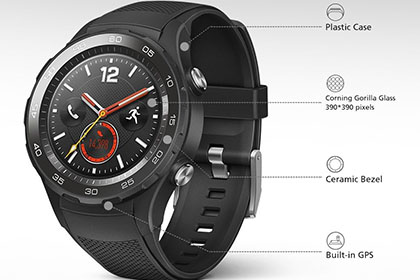 Plastic Case
Corning Gorilla Glass
390*390 pixels
Ceramic Bezel
Built-in GPS
12